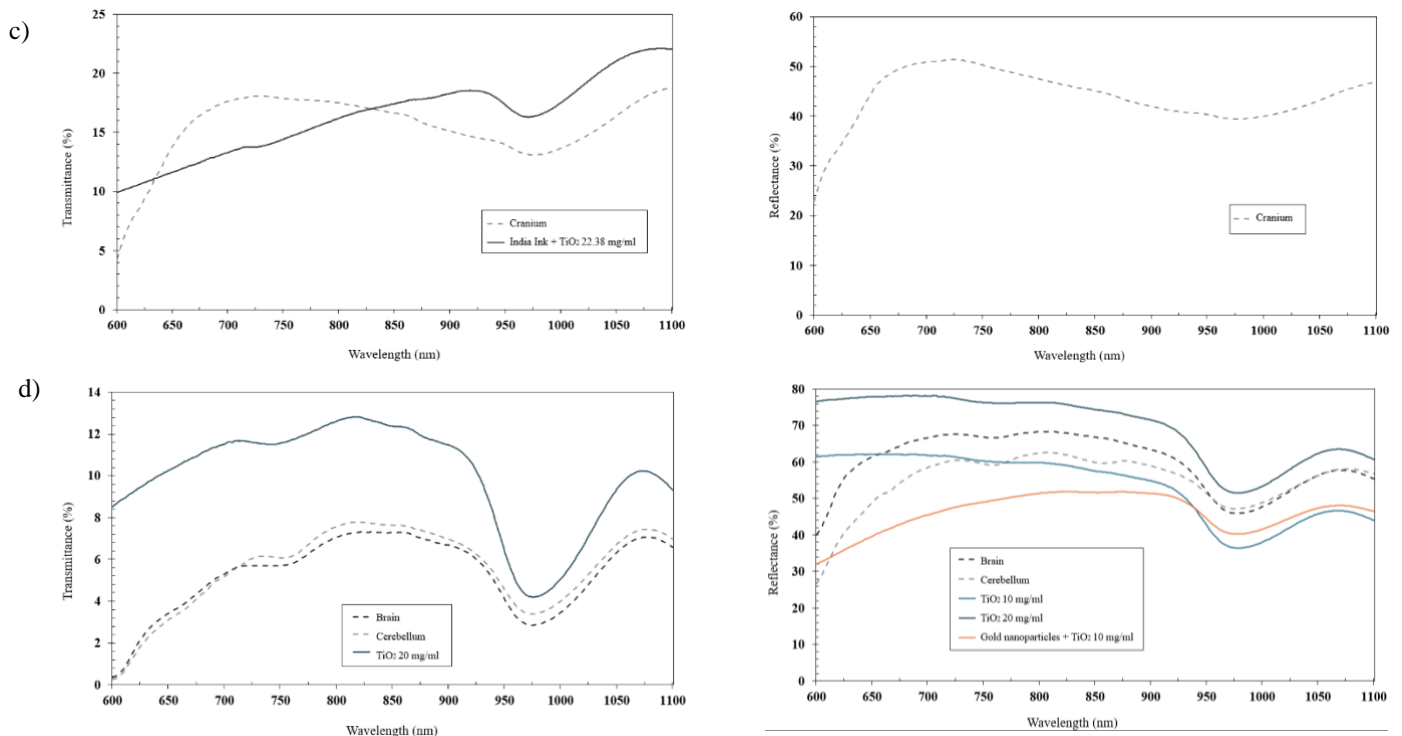 c)
25
20
15
10
5
0
600 650 700 750 800 850 900 950 1000 1050 1100
Transmittance (%)
Wavelength (nm)
Cranium
India Ink + TiO2 22.38 mg/ml
60
50
40
30
20
60
0
600 650 700 750 800 850 900 950 1000 1050 1100
Reflectance (%)
Wavelength (nm)
Cranium
d)
14
12
10
8
6
4
2
0
600 650 700 750 800 850 900 950 1000 1050 1100
Transmittance (%)
Wavelength (nm)
Brain
Cerebellum
TiO2 20 mg/ml
80
70
60
50
40
30
20
10
0
600 650 700 750 800 850 900 950 1000 1050 1100
Reflectance (%)
Wavelength (nm)
Brain
Cerebellum
TiO2 10 mg/ml
TiO2 20 mg/ml
Gold nanoparticles + TiO2 10 mg/ml